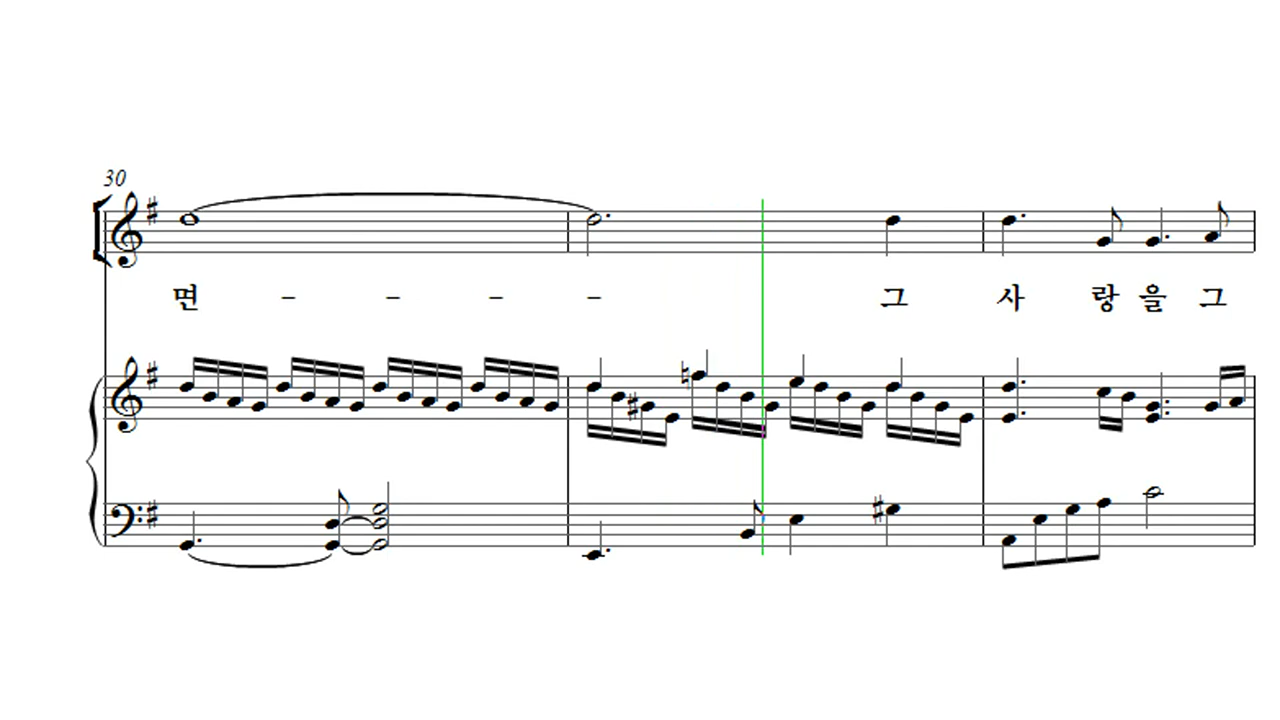 30
면 - - - - 그 사 랑 을 그